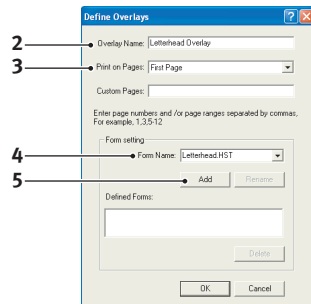 Define Overlays
2 Overlay Name: Letterhead Overlay
3 Print on Pages: First Page
Custom Pages:
Enter page numbers and /or page ranges separated by commas,
For example, 1,3,5-12
Form setting
4 Form Name: Letterhead.HST
5 Add Rename
Defined Forms:
Delete
OK Cancel